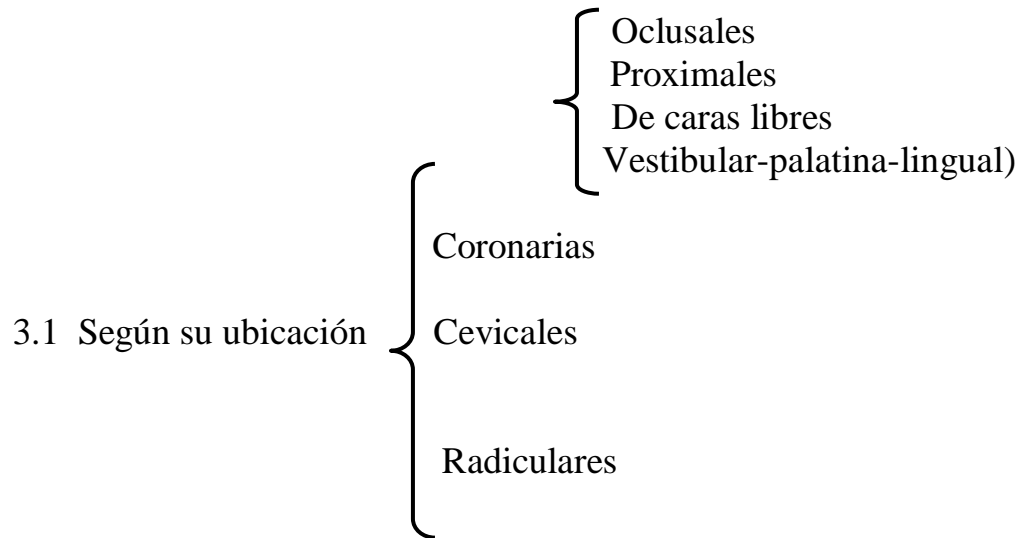 Oclusales
Proximales
De caras libres
Vestibular-palatina-lingual)
Coronarias
3.1 Según su ubicación Cevicales
Radiculares